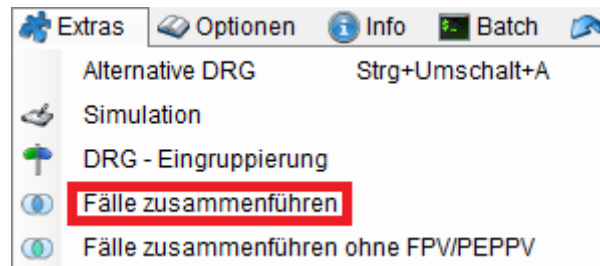 Extras Optionen Info Batch
Alternative DRG Strg+Umschalt+A
Simulation
DRG - Eingruppierung
Fälle zusammenführen
Fälle zusammenführen ohne FPV/PEPPV